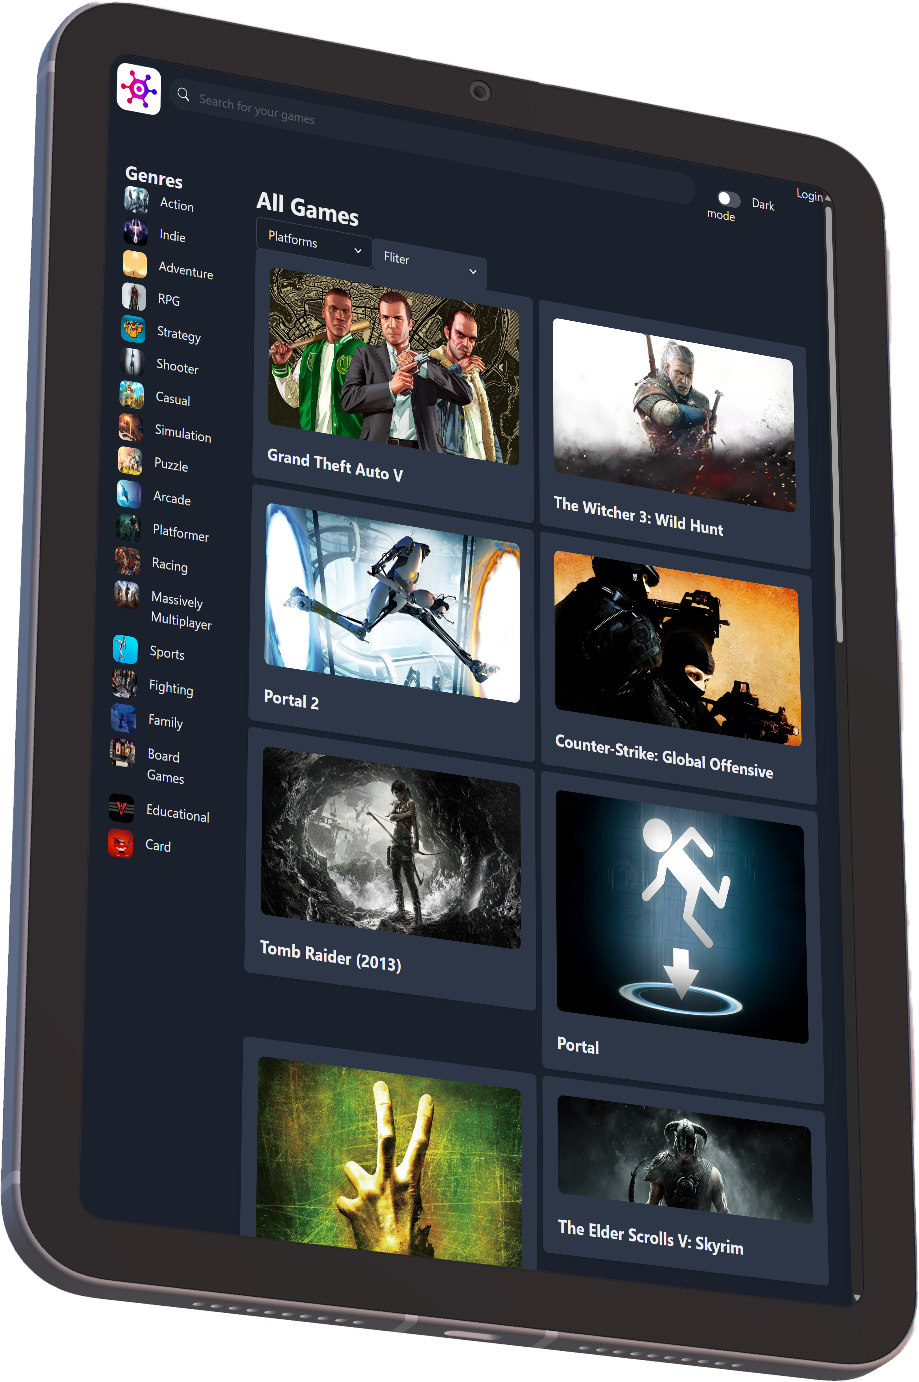 Search for your games
Login
Dark
mode
Genres
Action
Indie
Adventure
RPG
Strategy
Shooter
Casual
Simulation
Puzzle
Arcade
Platformer
Racing
Massively
Multiplayer
Sports
Fighting
Family
Board
Games
Educational
Card
All Games
Platforms
Fliter
Grand Theft Auto V
The Witcher 3: Wild Hunt
Portal 2
Counter-Strike: Global Offensive
Tomb Raider (2013)
Portal
The Elder Scrolls V: Skyrim